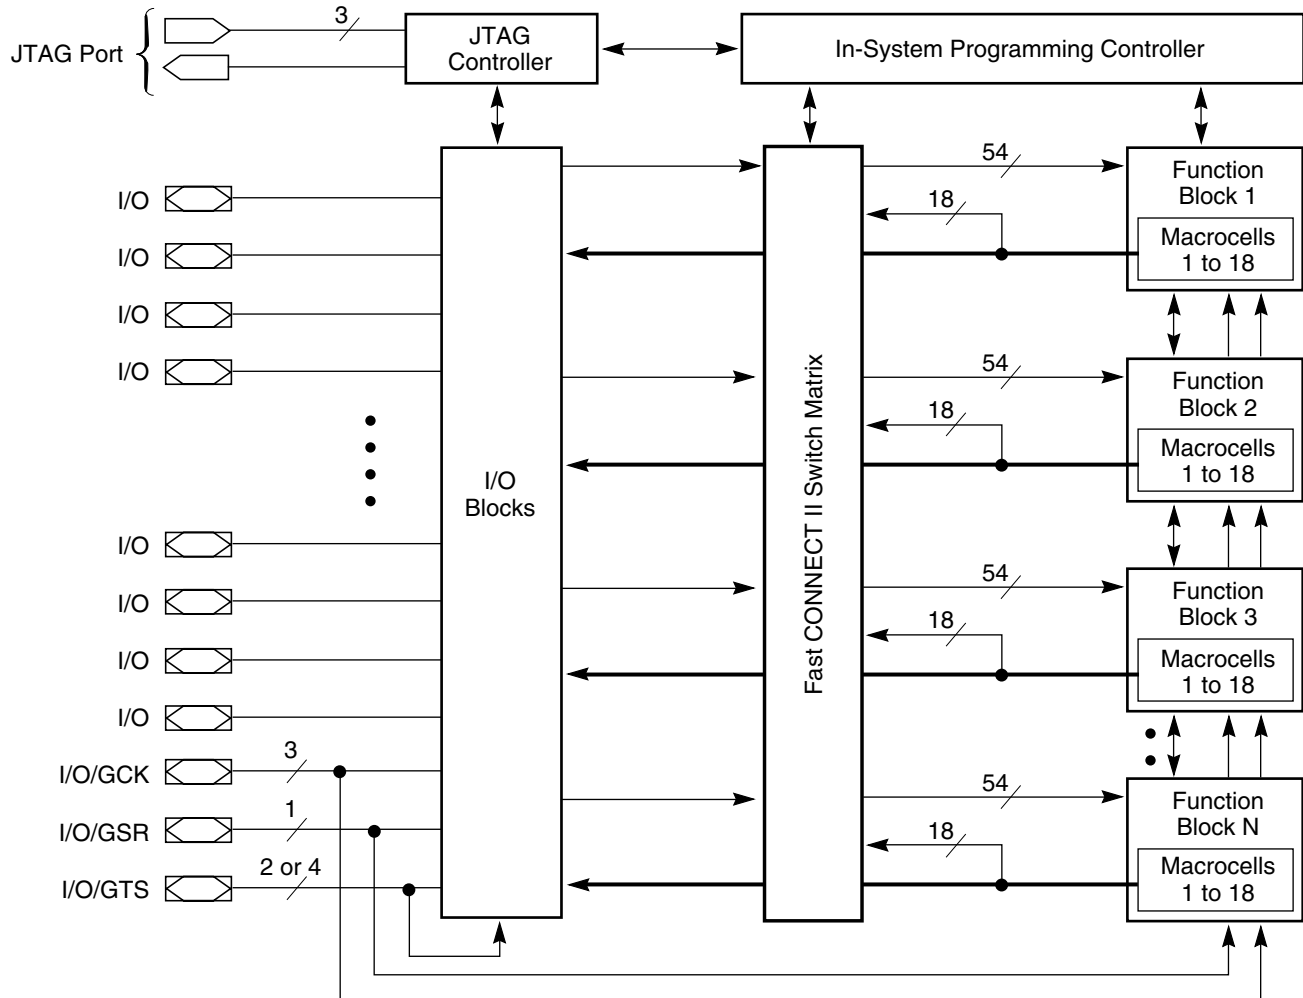 3
JTAG Port
JTAG
Controller
In-System Programming Controller
54
Function
Block 1
18
Macrocells
1 to 18
I/O
I/O
I/O
I/O
54
Function
Block 2
18
Macrocells
1 to 18
I/O
Blocks
Fast CONNECT II Switch Matrix
I/O
I/O
I/O
I/O
54
Function
Block 3
18
Macrocells
1 to 18
I/O/GCK
3
I/O/GSR
1
I/O/GTS
2 or 4
54
Function
Block N
18
Macrocells
1 to 18